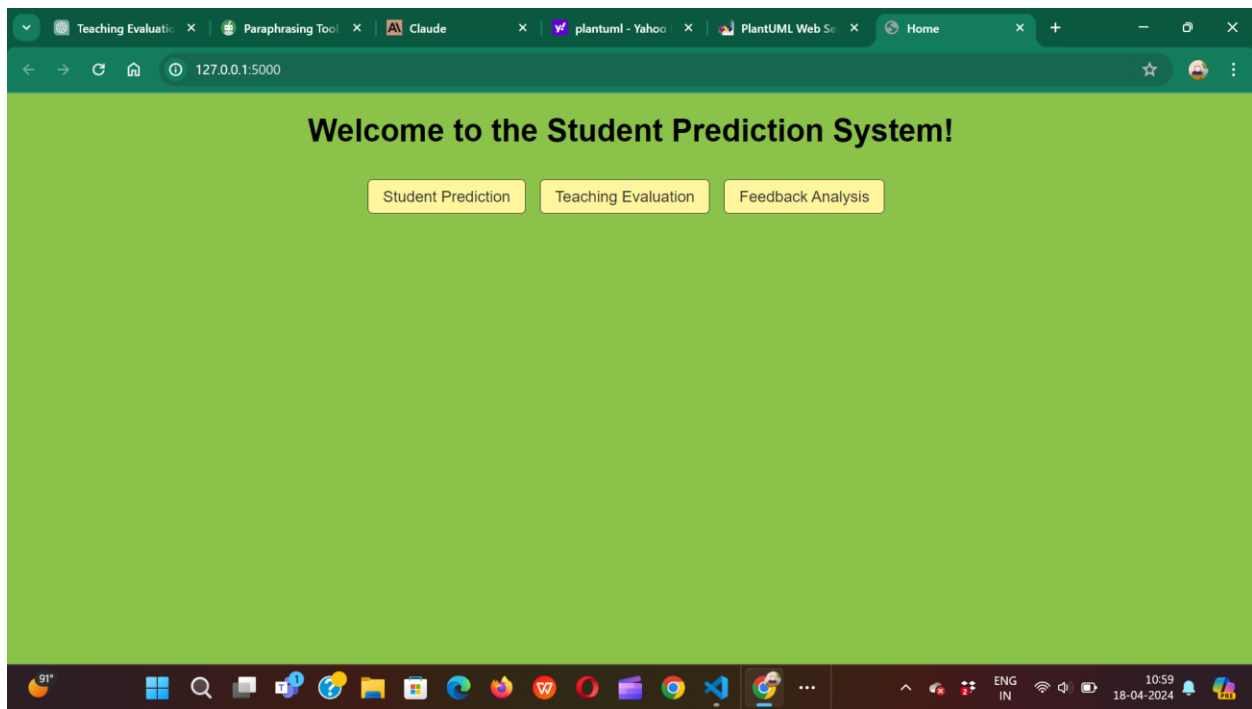 Teaching Evaluatio
Paraphrasing Tool
Claude
plantuml - Yahoo
PlantUML Web Se
Home
127.0.0.1:5000
Welcome to the Student Prediction System!
Student Prediction Teaching Evaluation Feedback Analysis
91°
ENG
IN
10:59
18-04-2024
PRE